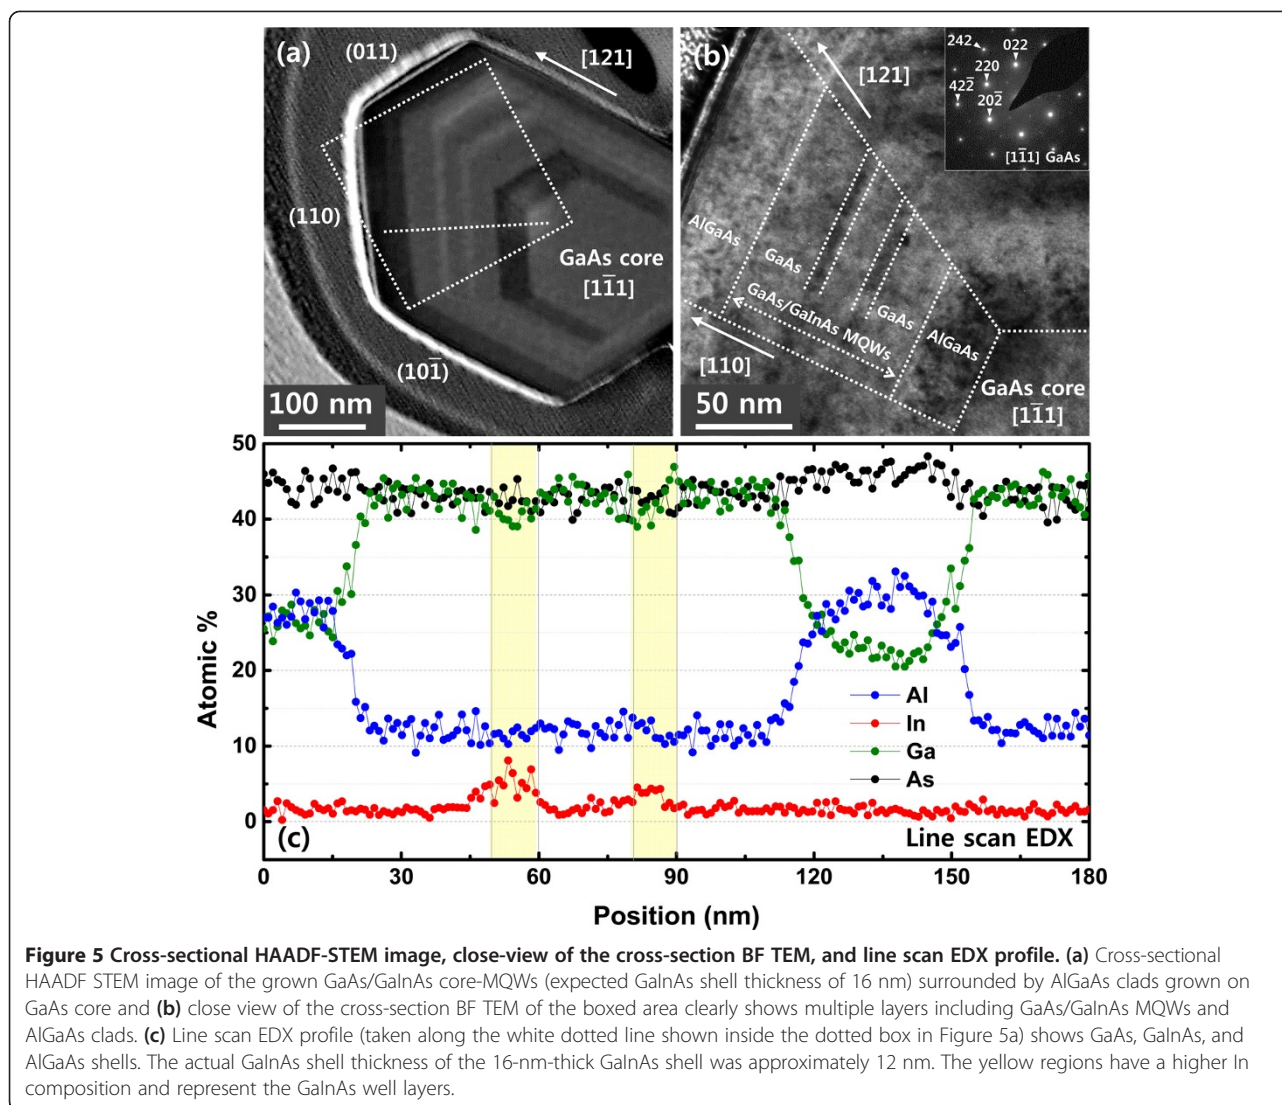 (a)
(011)
[121]
(110)
GaAs core
[11̅1]
(101̅)
100 nm
(b)
[121]
242
022
220
422̅
202̅
[11̅1] GaAs
AlGaAs
GaAs
GaAs/GaInAs MQWs
GaAs
AlGaAs
[110]
GaAs core
[11̅1]
50 nm
50
40
30
20
10
0
Atomic %
Al
In
Ga
As
(c)
Line scan EDX
0 30 60 90 120 150 180
Position (nm)
Figure 5 Cross-sectional HAADF-STEM image, close-view of the cross-section BF TEM, and line scan EDX profile. (a) Cross-sectional
HAADF STEM image of the grown GaAs/GaInAs core-MQWs (expected GaInAs shell thickness of 16 nm) surrounded by AlGaAs clads grown on
GaAs core and (b) close view of the cross-section BF TEM of the boxed area clearly shows multiple layers including GaAs/GaInAs MQWs and
AlGaAs clads. (c) Line scan EDX profile (taken along the white dotted line shown inside the dotted box in Figure 5a) shows GaAs, GaInAs, and
AlGaAs shells. The actual GaInAs shell thickness of the 16-nm-thick GaInAs shell was approximately 12 nm. The yellow regions have a higher In
composition and represent the GaInAs well layers.